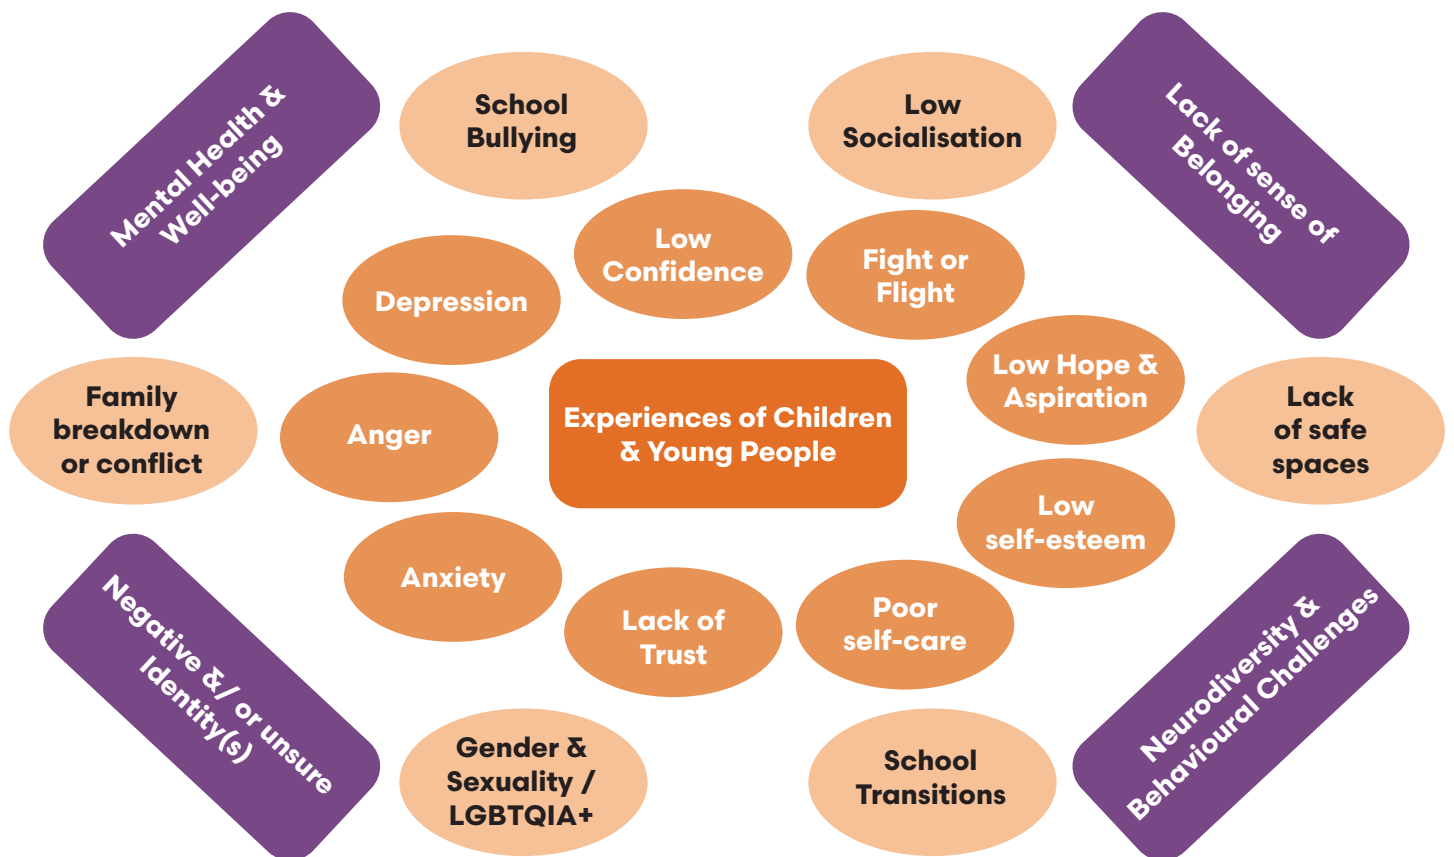 Mental Health &
Well-being
School
Bullying
Low
Socialisation
Lack of sense of
Belonging
Low
Confidence
Fight or
Flight
Depression
Low Hope &
Aspiration
Family
breakdown
or conflict
Anger
Experiences of Children
& Young People
Lack
of safe
spaces
Low
self-esteem
Anxiety
Lack of
Trust
Poor
self-care
Negative &/ or unsure
Identity(s)
Gender &
Sexuality /
LGBTQIA+
School
Transitions
Neurodiversity &
Behavioural Challenges